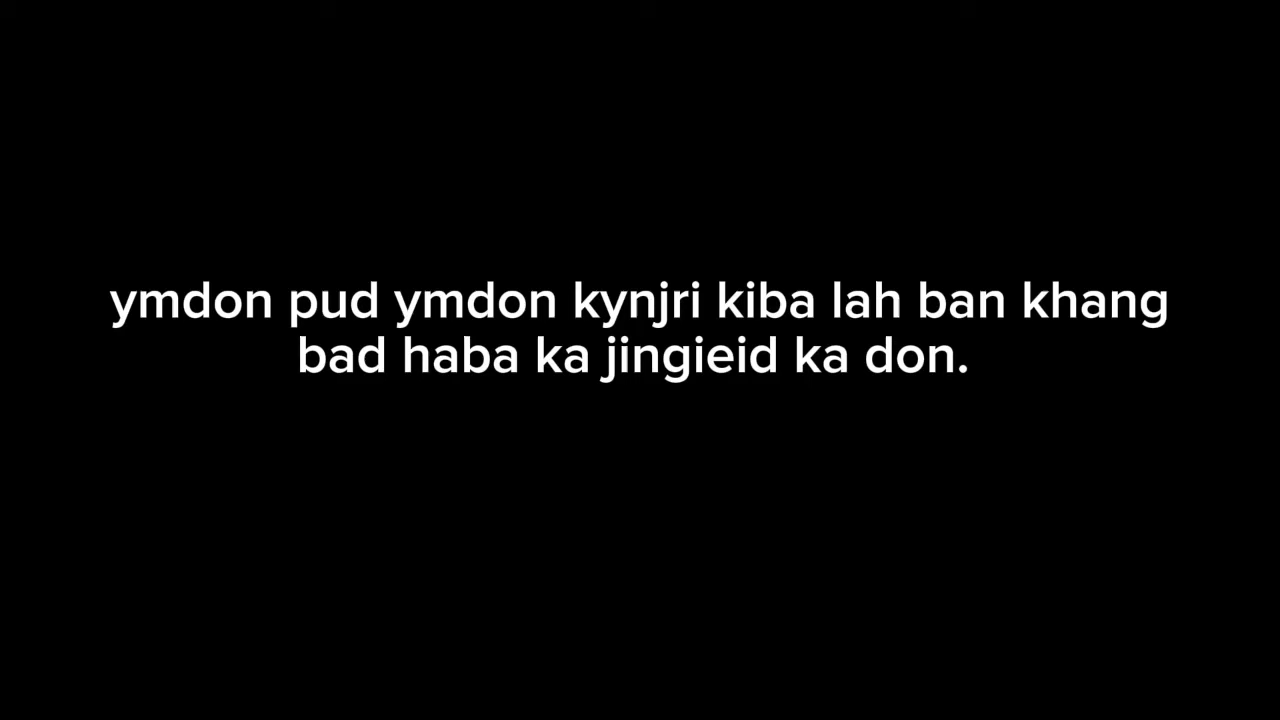 ymdon pud ymdon kynjri kiba lah ban khang
bad haba ka jingieid ka don.